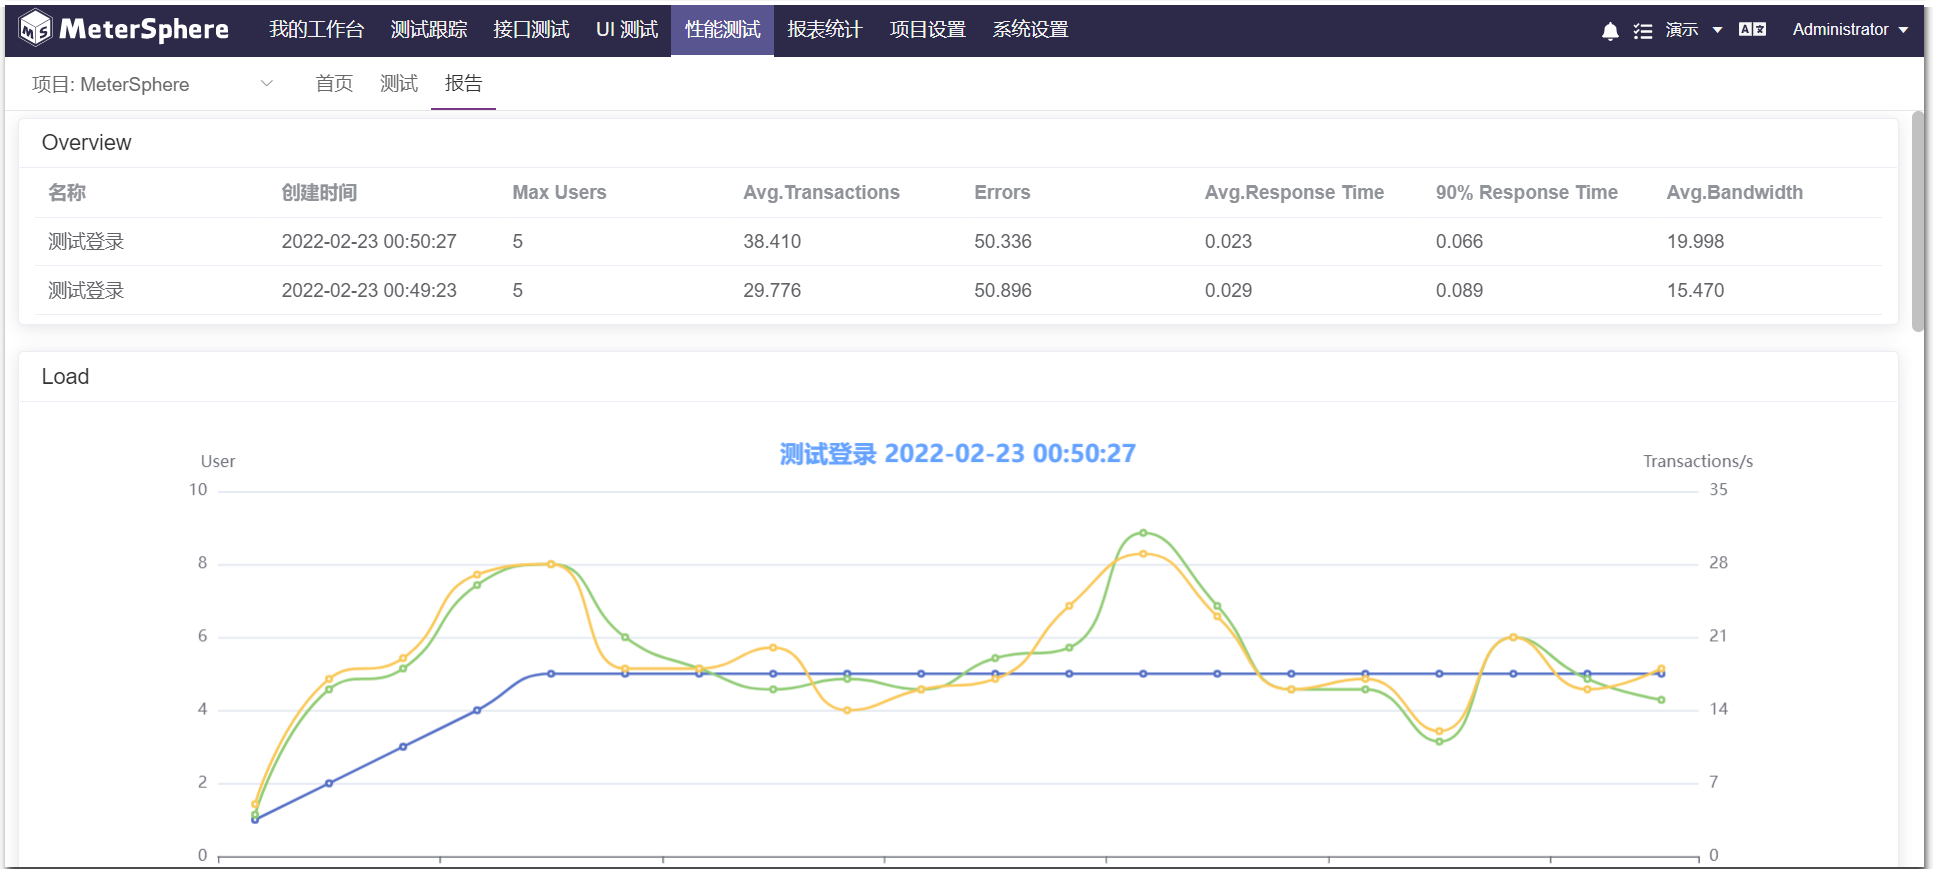 MeterSphere 我的工作台 测试跟踪 接口测试 UI 测试 性能测试 报表统计 项目设置 系统设置 演示 Administrator
项目: MeterSphere 首页 测试 报告
Overview
名称 创建时间 Max Users Avg.Transactions Errors Avg.Response Time 90% Response Time Avg.Bandwidth
测试登录 2022-02-23 00:50:27 5 38.410 50.336 0.023 0.066 19.998
测试登录 2022-02-23 00:49:23 5 29.776 50.896 0.029 0.089 15.470
Load
测试登录 2022-02-23 00:50:27
User Transactions/s
10 35
8 28
6 21
4 14
2 7
0 0